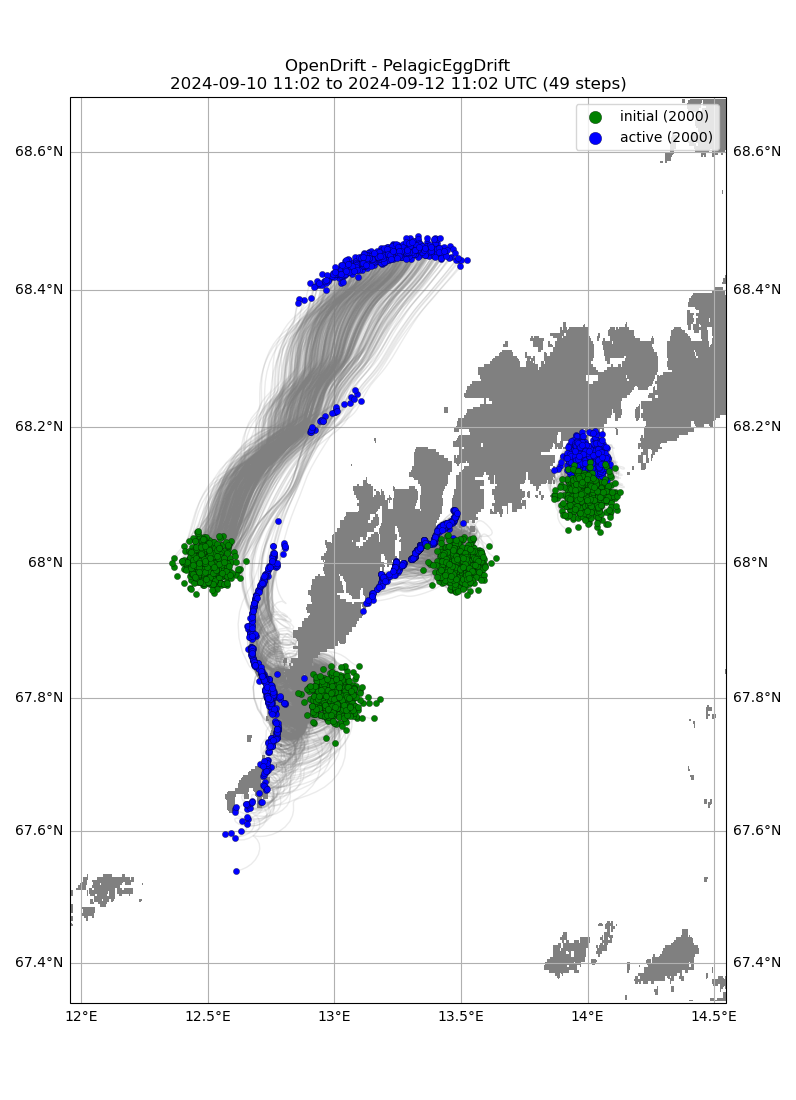 OpenDrift - PelagicEggDrift
2024-09-10 11:02 to 2024-09-12 11:02 UTC (49 steps)
initial (2000)
active (2000)
68.6°N
68.6°N
68.4°N
68.4°N
68.2°N
68.2°N
68°N
68°N
67.8°N
67.8°N
67.6°N
67.6°N
67.4°N
67.4°N
12°E
12.5°E
13°E
13.5°E
14°E
14.5°E